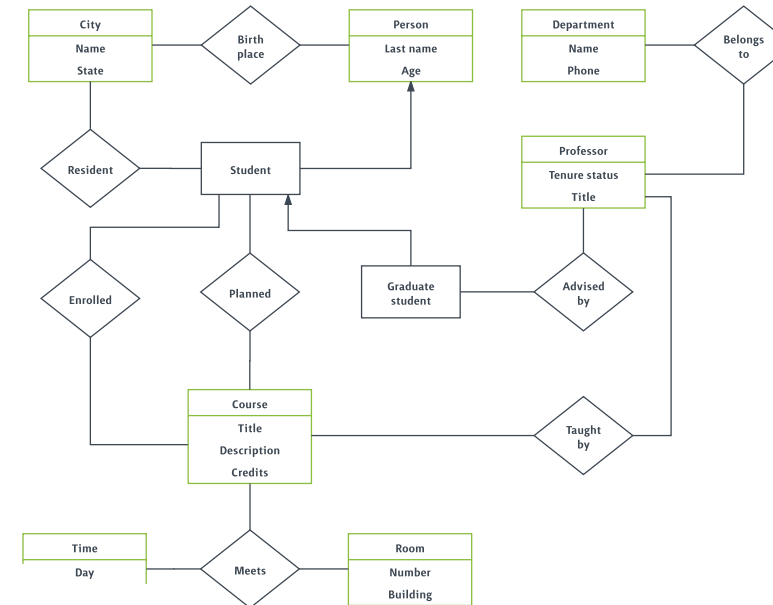 City
Name
State
Birth
place
Person
Last name
Age
Department
Name
Phone
Belongs
to
Resident
Student
Professor
Tenure status
Title
Enrolled
Planned
Graduate
student
Advised
by
Course
Title
Description
Credits
Taught
by
Time
Day
Meets
Room
Number
Building